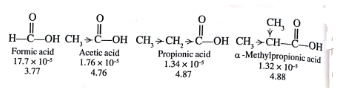 O O O CH₃ O
H—C—OH CH₃→C—OH CH₃→CH₂→C—OH CH₃→CH—C—OH
Formic acid Acetic acid Propionic acid α-Methylpropionic acid
17.7 × 10⁻⁵ 1.76 × 10⁻⁵ 1.34 × 10⁻⁵ 1.32 × 10⁻⁵
3.77 4.76 4.87 4.88